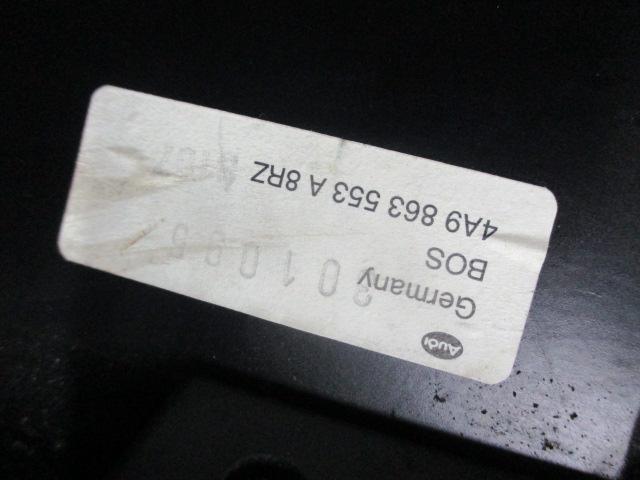 Audi
Germany
BOS
4A9 863 553 A 8RZ